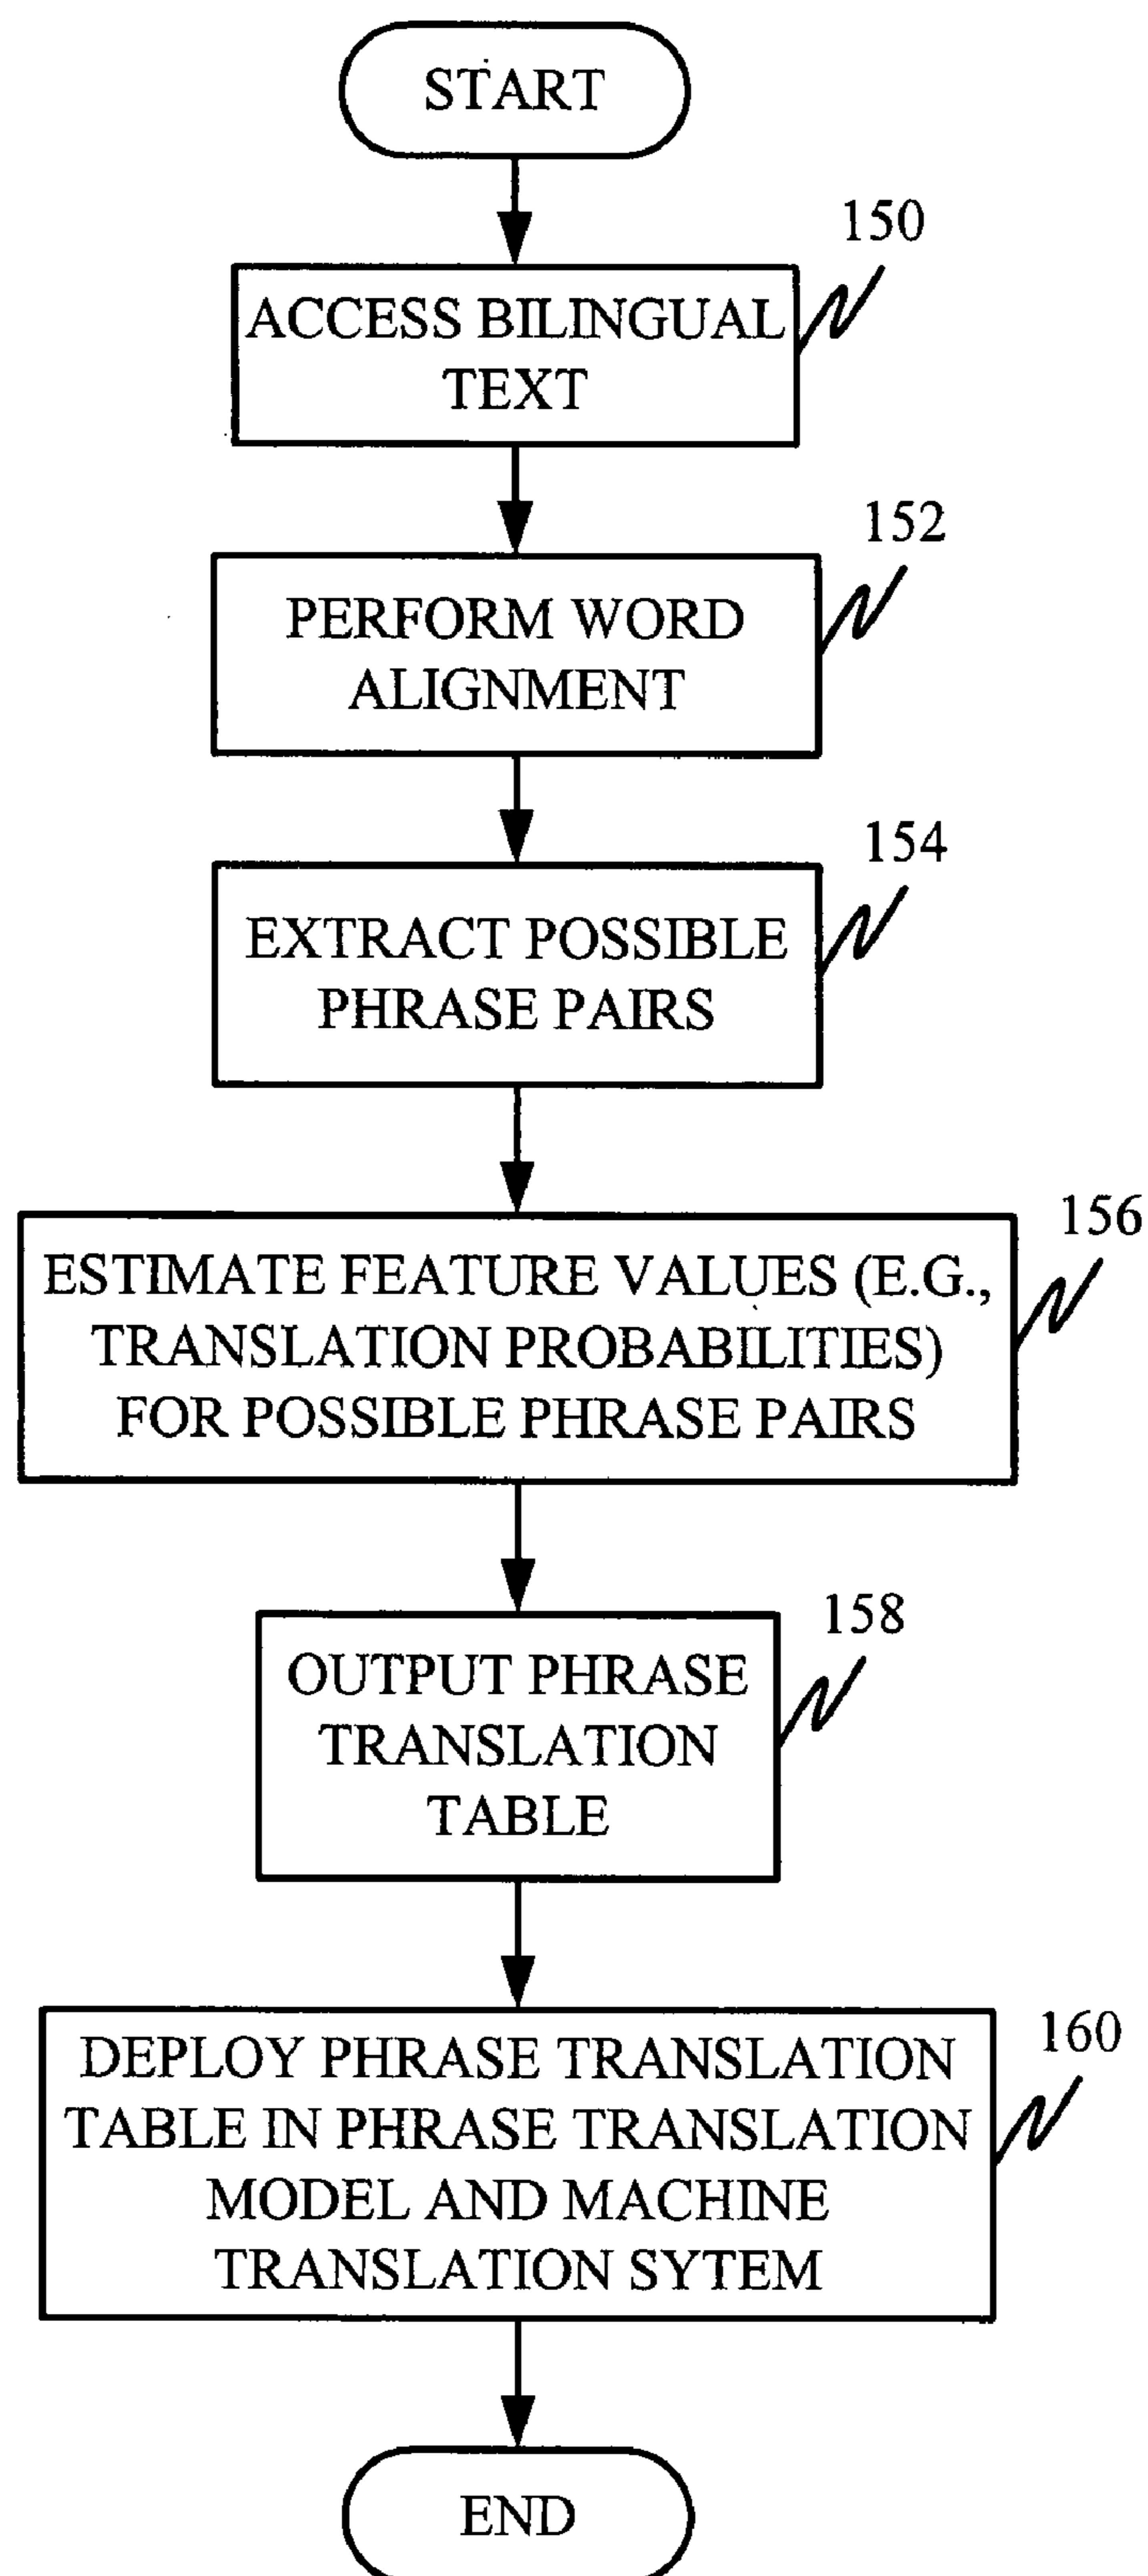 START
150
ACCESS BILINGUAL
TEXT
152
PERFORM WORD
ALIGNMENT
154
EXTRACT POSSIBLE
PHRASE PAIRS
156
ESTIMATE FEATURE VALUES (E.G.,
TRANSLATION PROBABILITIES)
FOR POSSIBLE PHRASE PAIRS
158
OUTPUT PHRASE
TRANSLATION
TABLE
160
DEPLOY PHRASE TRANSLATION
TABLE IN PHRASE TRANSLATION
MODEL AND MACHINE
TRANSLATION SYTEM
END